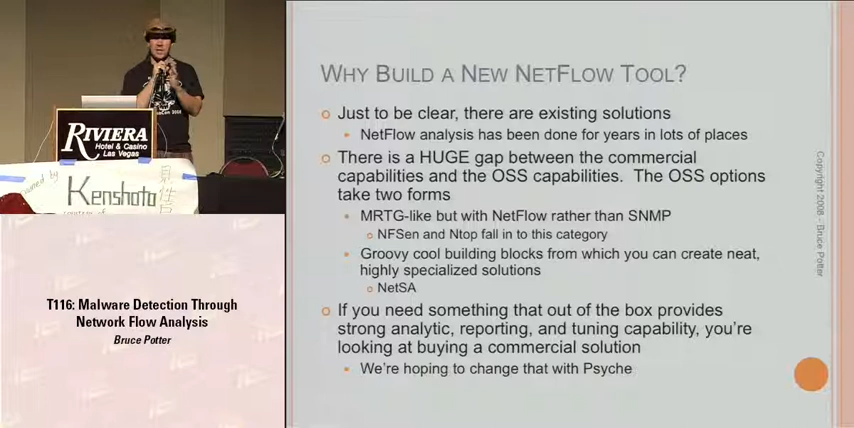 RIVIERA
Hotel & Casino
Las Vegas
owned by
Kenshoto
T116: Malware Detection Through
Network Flow Analysis
Bruce Potter
WHY BUILD A NEW NETFLOW TOOL?
Just to be clear, there are existing solutions
NetFlow analysis has been done for years in lots of places
There is a HUGE gap between the commercial
capabilities and the OSS capabilities. The OSS options
take two forms
MRTG-like but with NetFlow rather than SNMP
NFSen and Ntop fall in to this category
Groovy cool building blocks from which you can create neat,
highly specialized solutions
NetSA
If you need something that out of the box provides
strong analytic, reporting, and tuning capability, you're
looking at buying a commercial solution
We're hoping to change that with Psyche
Copyright 2008 - Bruce Potter